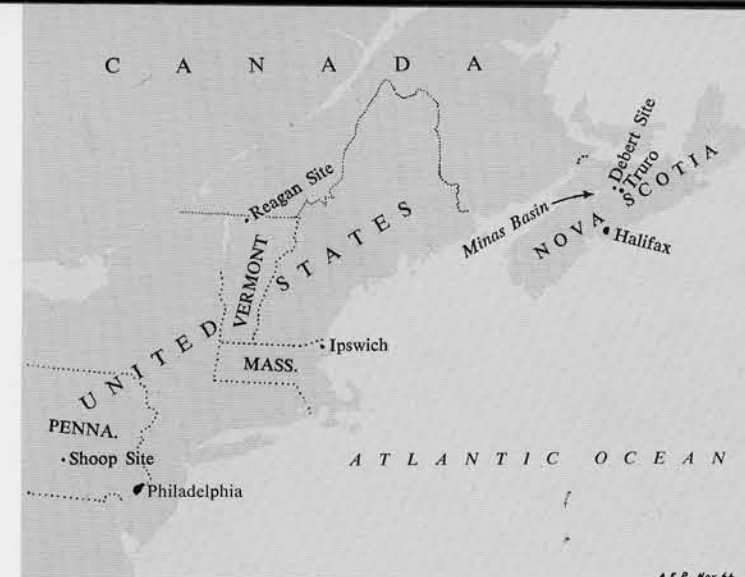 CANADA
Debert Site
Truro
Reagan Site
NOVA SCOTIA
Minas Basin
Halifax
UNITED STATES
VERMONT
Ipswich
MASS.
PENNA.
Shoop Site
ATLANTIC OCEAN
Philadelphia